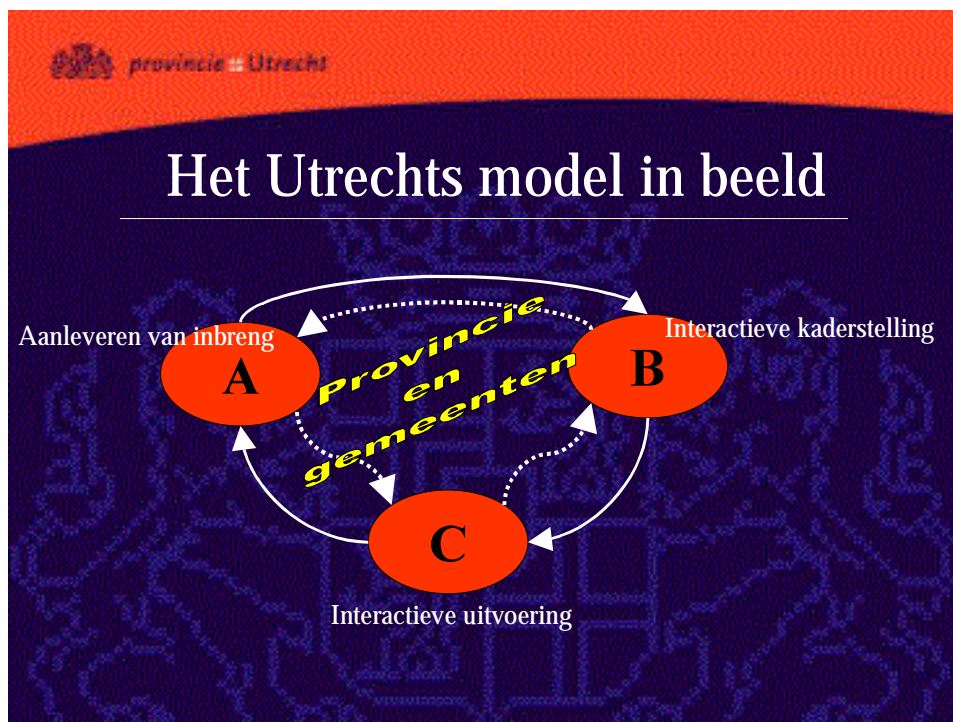 provincie :: Utrecht
Het Utrechts model in beeld
Aanleveren van inbreng
Interactieve kaderstelling
A
B
Provincie
en
gemeenten
C
Interactieve uitvoering